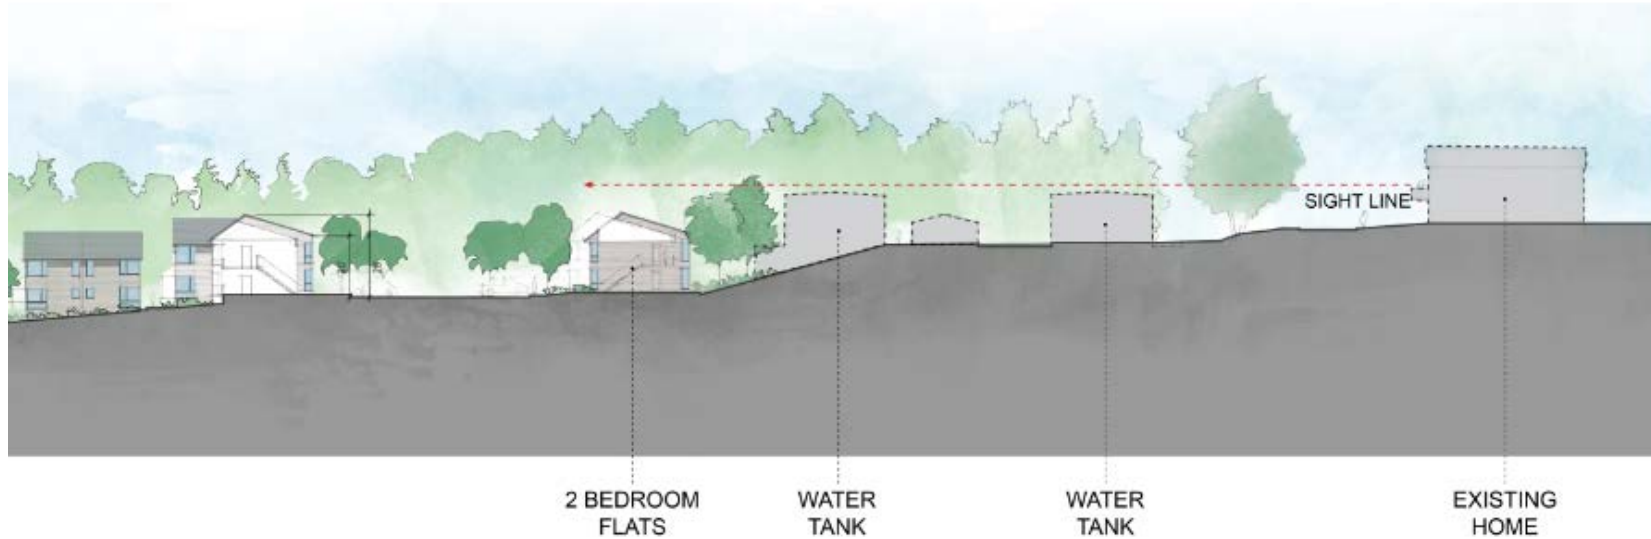 SIGHT LINE
2 BEDROOM
FLATS
WATER
TANK
WATER
TANK
EXISTING
HOME